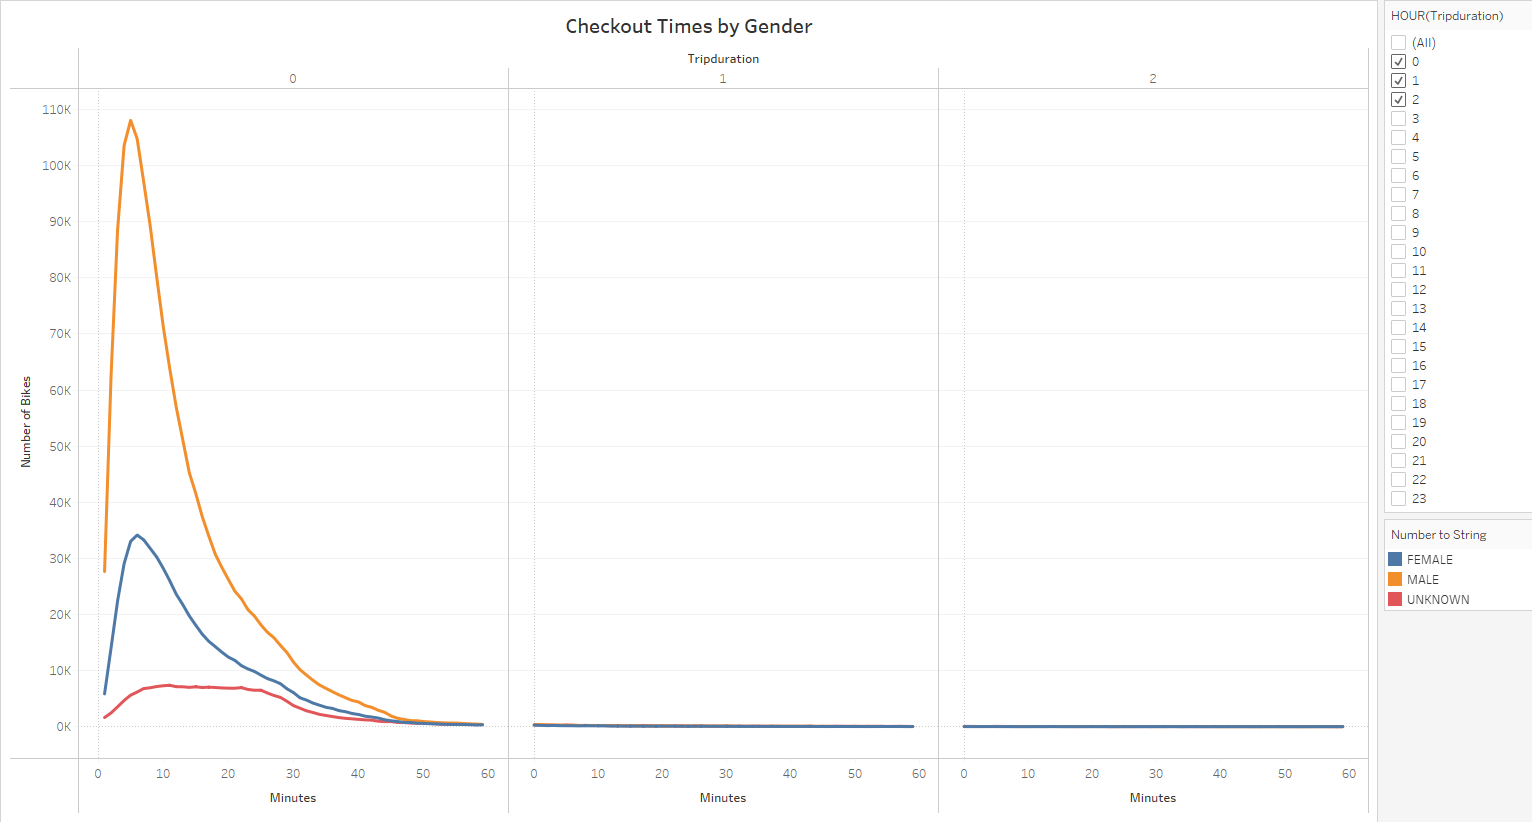 Checkout Times by Gender
Tripduration
0 1 2
110K
100K
90K
80K
70K
60K
50K
40K
30K
20K
10K
0K
Number of Bikes
0 10 20 30 40 50 60 0 10 20 30 40 50 60 0 10 20 30 40 50 60
Minutes Minutes Minutes
HOUR(Tripduration)
(All)
0
1
2
3
4
5
6
7
8
9
10
11
12
13
14
15
16
17
18
19
20
21
22
23
Number to String
FEMALE
MALE
UNKNOWN